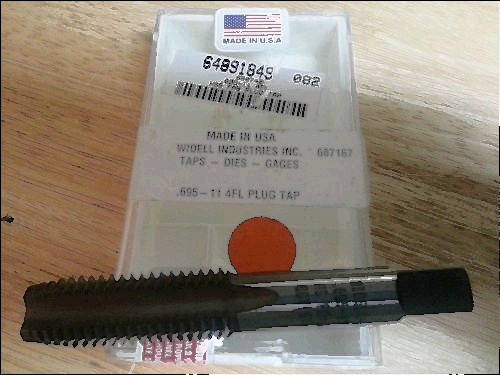 MADE IN U.S.A
64891849
082
MADE IN USA
WIDELL INDUSTRIES INC. 687167
TAPS - DIES - GAGES
.695-11 4FL PLUG TAP